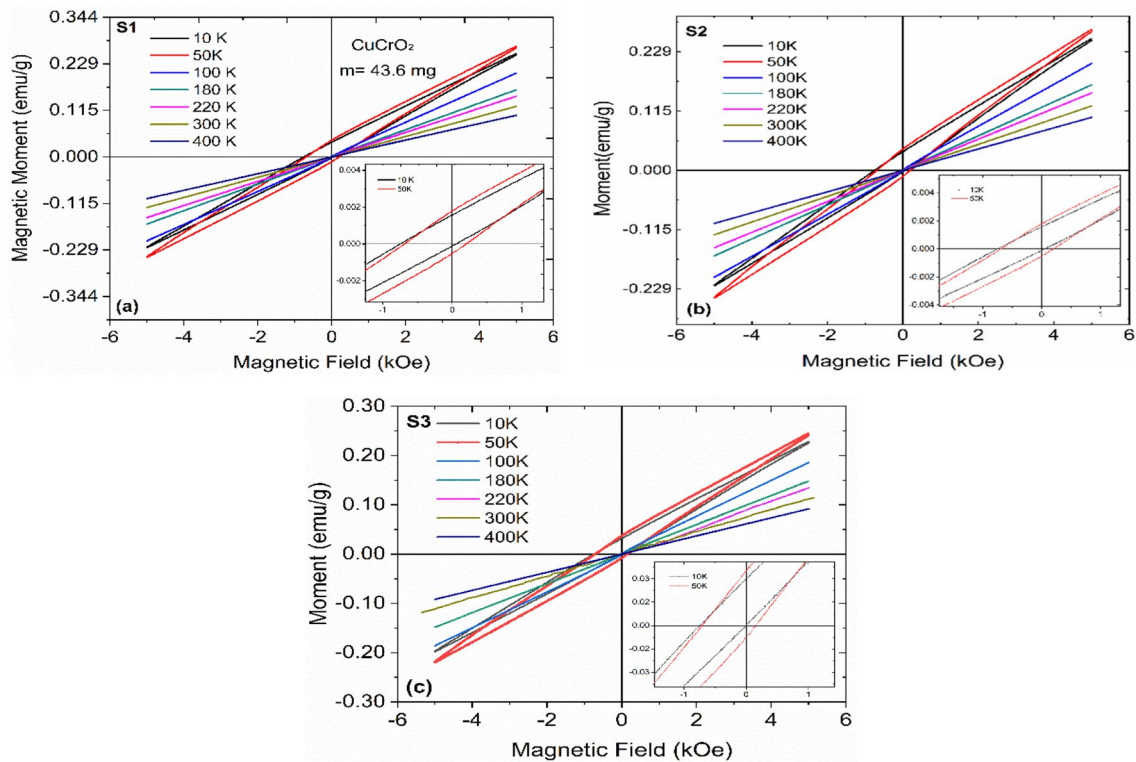 S1
10 K
50K
100 K
180 K
220 K
300 K
400 K
CuCrO₂
m= 43.6 mg
0.344
0.229
0.115
0.000
-0.115
-0.229
-0.344
Magnetic Moment (emu/g)
-6 -4 -2 0 2 4 6
Magnetic Field (kOe)
(a)
10 K
50K
0.004
0.002
0.000
-0.002
-1 0 1
S2
10K
50K
100K
180K
220K
300K
400K
0.229
0.115
0.000
-0.115
-0.229
Moment(emu/g)
-6 -4 -2 0 2 4 6
Magnetic Field (kOe)
(b)
10K
50K
0.004
0.002
0.000
-0.002
-0.004
-1 0 1
S3
10K
50K
100K
180K
220K
300K
400K
0.30
0.20
0.10
0.00
-0.10
-0.20
-0.30
Moment (emu/g)
-6 -4 -2 0 2 4 6
Magnetic Field (kOe)
(c)
10K
50K
0.03
0.02
0.00
-0.02
-0.03
-1 0 1